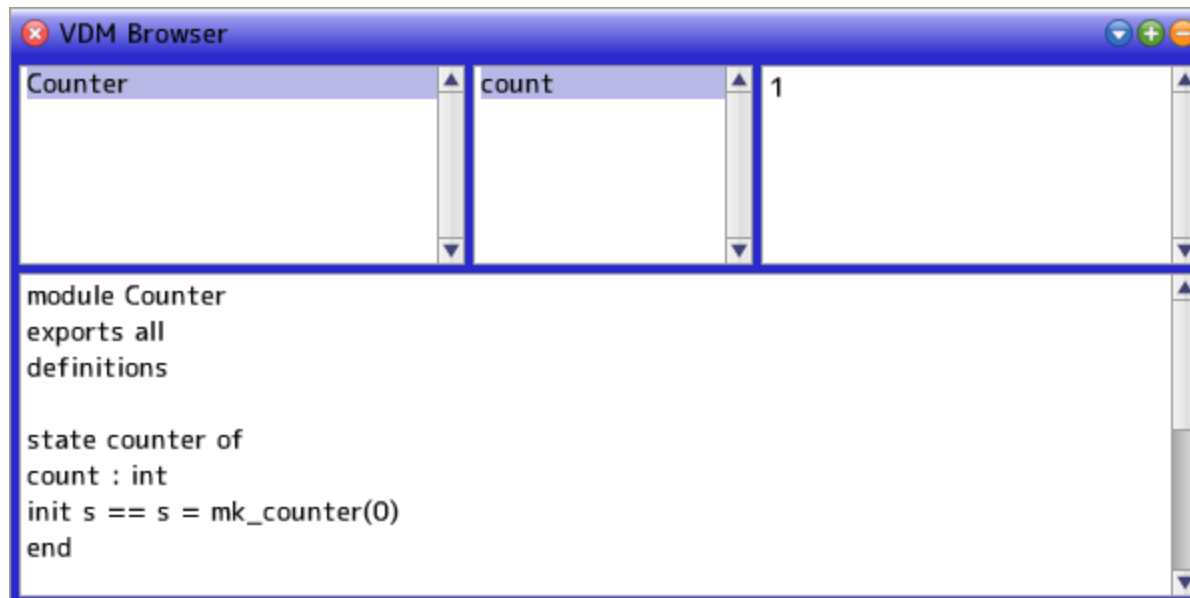 VDM Browser
Counter
count
1
module Counter
exports all
definitions
state counter of
count : int
init s == s = mk_counter(0)
end